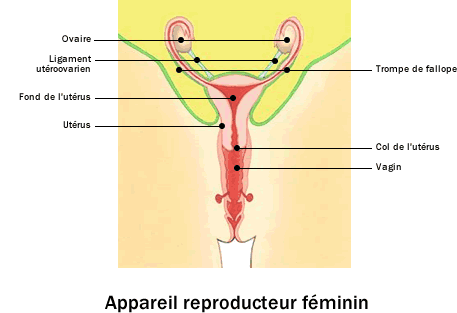 Ovaire
Ligament
utéroovarien
Trompe de fallope
Fond de l'utérus
Utérus
Col de l'utérus
Vagin
Appareil reproducteur féminin